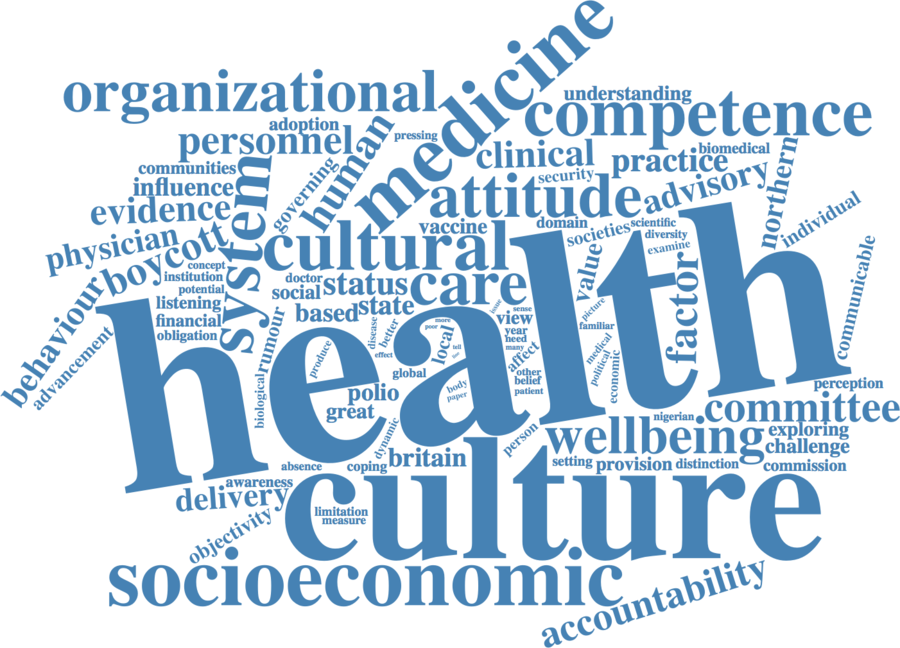 medicine
organizational
understanding
competence
adoption
personnel
pressing
human
governing
clinical
practice
biomedical
northern
communities
system
security
attitude
advisory
influence
evidence
individual
physician
boycott
cultural
vaccine
domain
societies
scientific
diversity
examine
value
concept
institution
potential
doctor
social
status
care
health
communicable
behaviour
listening
financial
obligation
advancement
rumour
based
state
issue
sense
view
year
need
many
picture
familiar
factor
disease
better
effect
more
poor
local
full
produce
biological
global
affect
other
belief
patient
medical
political
economic
body
paper
polio
great
perception
committee
nigerian
exploring
challenge
commission
dynamic
person
wellbeing
absence
coping
britain
setting
provision
distinction
awareness
delivery
culture
limitation
measure
objectivity
socioeconomic
accountability